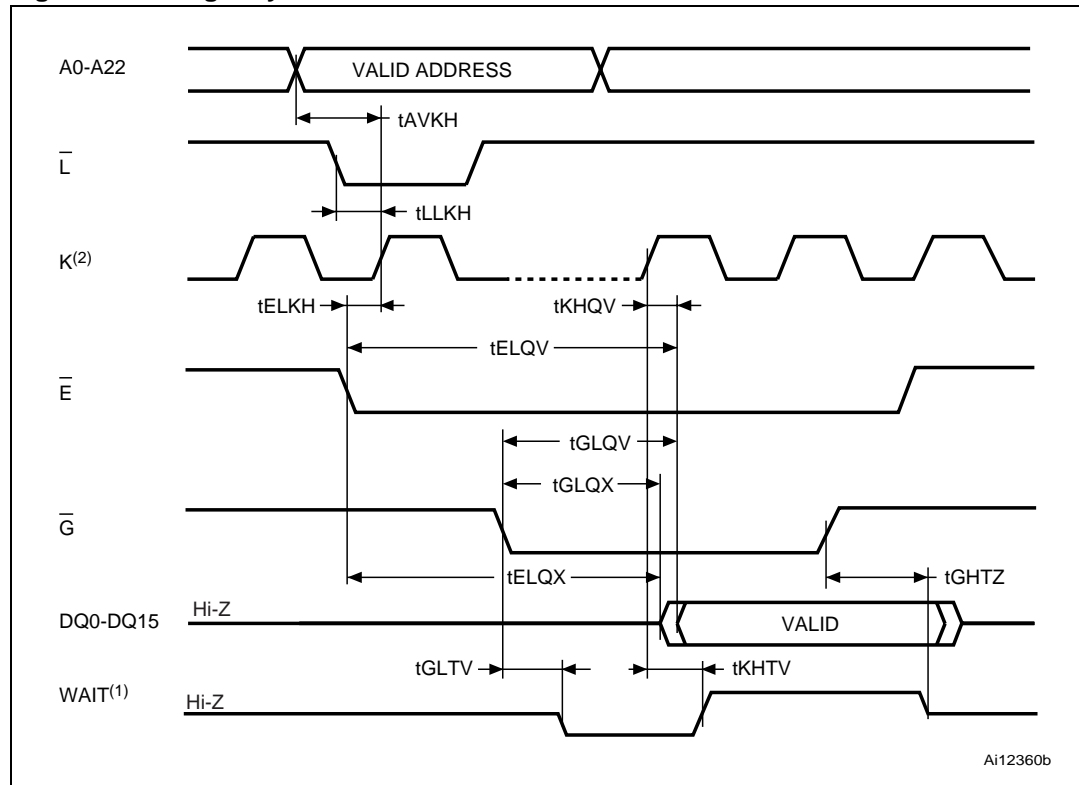 A0-A22
VALID ADDRESS
tAVKH
L̅
tLLKH
K(2)
tELKH
tKHQV
tELQV
E̅
tGLQV
tGLQX
G̅
tELQX
tGHTZ
Hi-Z
DQ0-DQ15
VALID
tGLTV
tKHTV
WAIT(1)
Hi-Z
Ai12360b